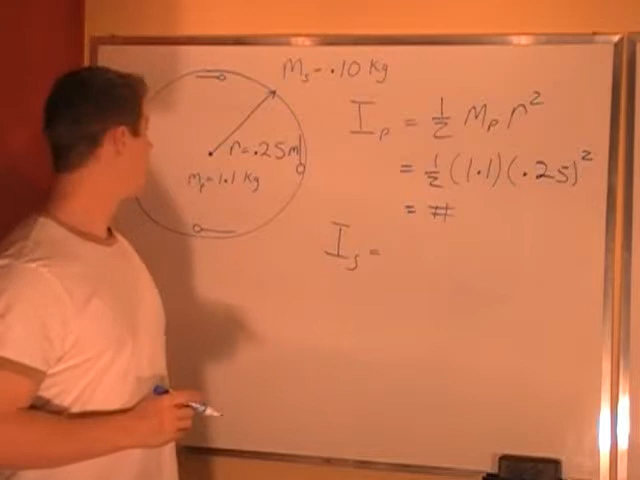 Ms = .10 Kg
r = .25m
Mp = 1.1 Kg
Ip = 1/2 Mp r²
= 1/2 (1.1)(.25)²
= #
Is =